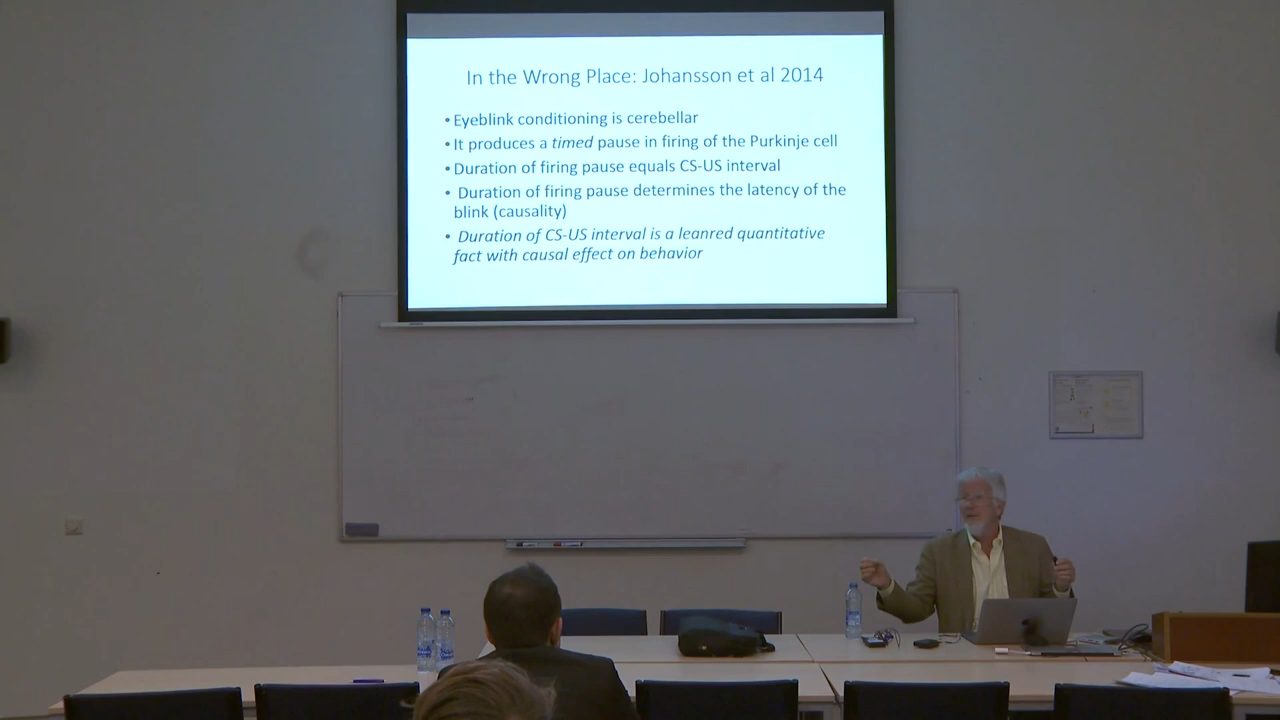 In the Wrong Place: Johansson et al 2014
• Eyeblink conditioning is cerebellar
• It produces a timed pause in firing of the Purkinje cell
• Duration of firing pause equals CS-US interval
• Duration of firing pause determines the latency of the
blink (causality)
• Duration of CS-US interval is a leanred quantitative
fact with causal effect on behavior